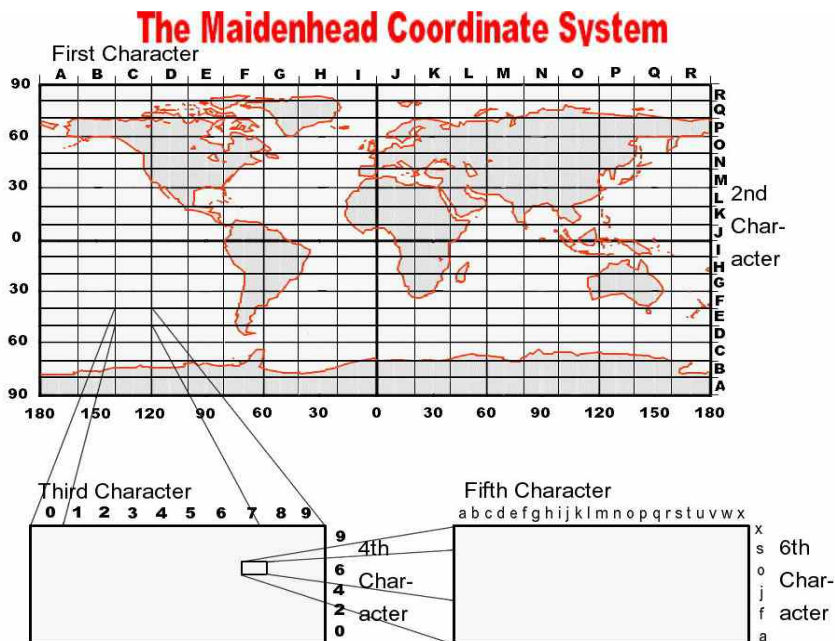 The Maidenhead Coordinate System
First Character
A B C D E F G H I J K L M N O P Q R
90
60
30
0
30
60
90
R
Q
P
O
N
M
L
K
J
I
H
G
F
E
D
C
B
A
2nd
Char-
acter
180 150 120 90 60 30 0 30 60 90 120 150 180
Third Character
0 1 2 3 4 5 6 7 8 9
9
6
4
2
0
4th
Char-
acter
Fifth Character
a b c d e f g h i j k l m n o p q r s t u v w x
x
s
o
j
f
a
6th
Char-
acter